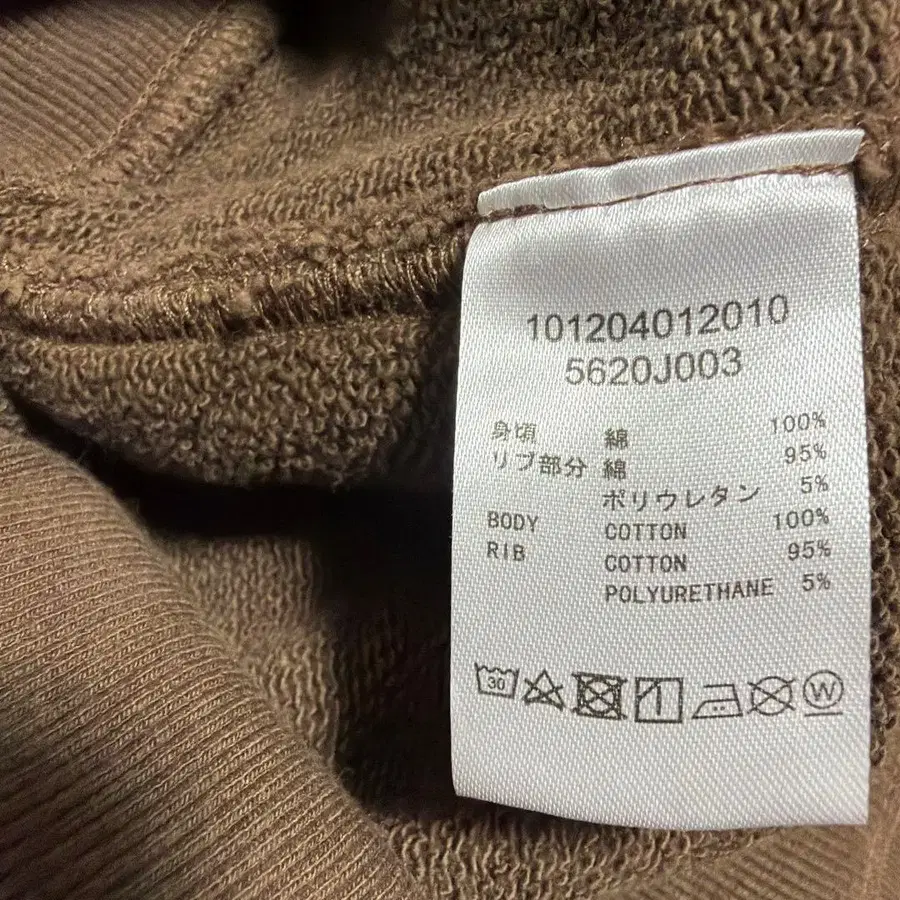 101204012010
5620J003
身頃 綿 100%
リブ部分 綿 95%
ポリウレタン 5%
BODY COTTON 100%
RIB COTTON 95%
POLYURETHANE 5%
30 W